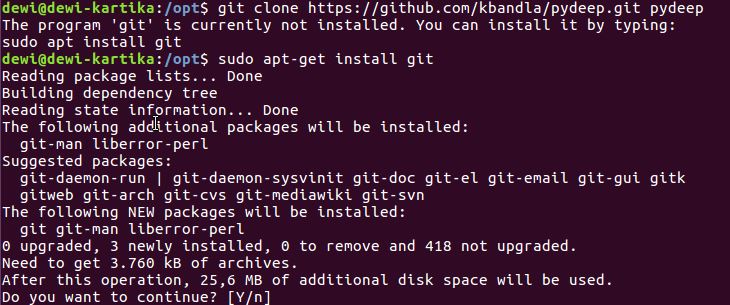 dewi@dewi-kartika:/opt$ git clone https://github.com/kbandla/pydeep.git pydeep
The program 'git' is currently not installed. You can install it by typing:
sudo apt install git
dewi@dewi-kartika:/opt$ sudo apt-get install git
Reading package lists... Done
Building dependency tree
Reading state information... Done
The following additional packages will be installed:
  git-man liberror-perl
Suggested packages:
  git-daemon-run | git-daemon-sysvinit git-doc git-el git-email git-gui gitk
  gitweb git-arch git-cvs git-mediawiki git-svn
The following NEW packages will be installed:
  git git-man liberror-perl
0 upgraded, 3 newly installed, 0 to remove and 418 not upgraded.
Need to get 3.760 kB of archives.
After this operation, 25,6 MB of additional disk space will be used.
Do you want to continue? [Y/n]